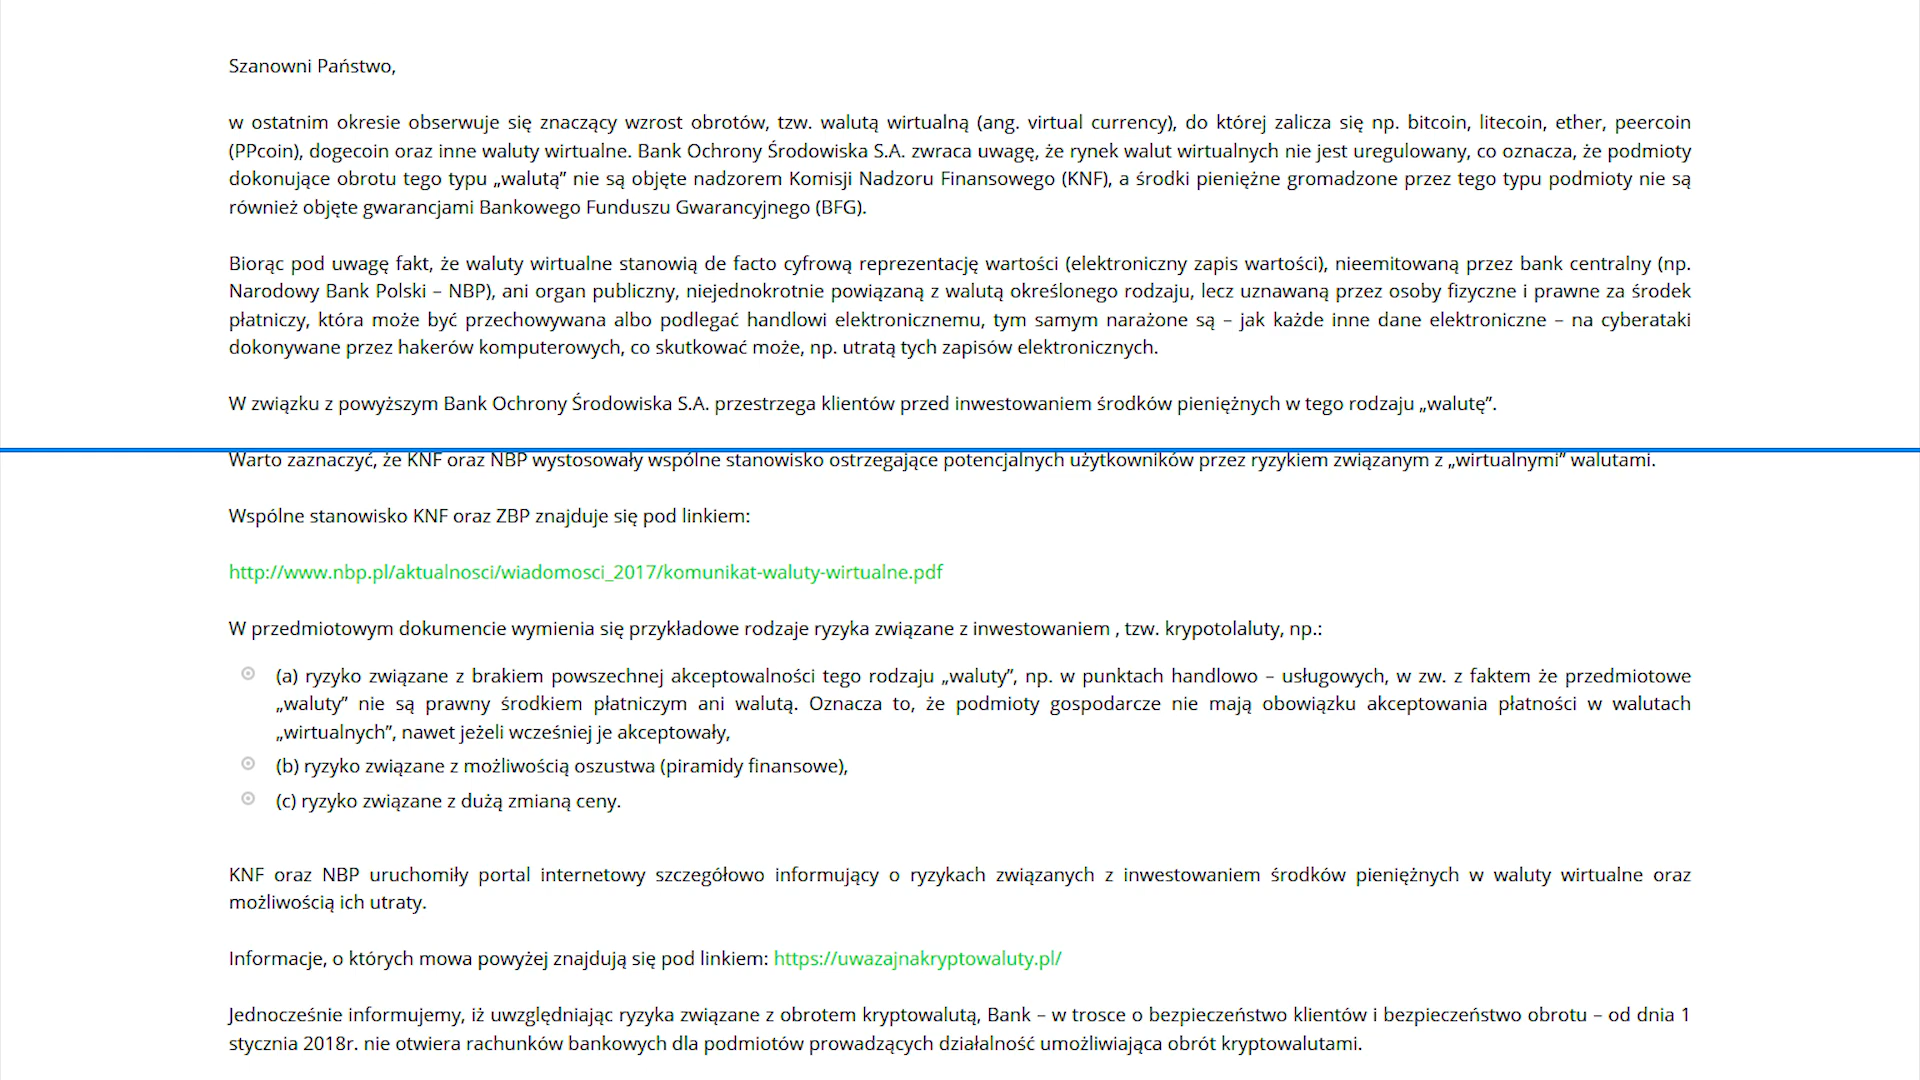 Szanowni Państwo,
w ostatnim okresie obserwuje się znaczący wzrost obrotów, tzw. walutą wirtualną (ang. virtual currency), do której zalicza się np. bitcoin, litecoin, ether, peercoin
(PPcoin), dogecoin oraz inne waluty wirtualne. Bank Ochrony Środowiska S.A. zwraca uwagę, że rynek walut wirtualnych nie jest uregulowany, co oznacza, że podmioty
dokonujące obrotu tego typu „walutą” nie są objęte nadzorem Komisji Nadzoru Finansowego (KNF), a środki pieniężne gromadzone przez tego typu podmioty nie są
również objęte gwarancjami Bankowego Funduszu Gwarancyjnego (BFG).
Biorąc pod uwagę fakt, że waluty wirtualne stanowią de facto cyfrową reprezentację wartości (elektroniczny zapis wartości), nieemitowaną przez bank centralny (np.
Narodowy Bank Polski – NBP), ani organ publiczny, niejednokrotnie powiązaną z walutą określonego rodzaju, lecz uznawaną przez osoby fizyczne i prawne za środek
płatniczy, która może być przechowywana albo podlegać handlowi elektronicznemu, tym samym narażone są – jak każde inne dane elektroniczne – na cyberataki
dokonywane przez hakerów komputerowych, co skutkować może, np. utratą tych zapisów elektronicznych.
W związku z powyższym Bank Ochrony Środowiska S.A. przestrzega klientów przed inwestowaniem środków pieniężnych w tego rodzaju „walutę”.
Warto zaznaczyć, że KNF oraz NBP wystosowały wspólne stanowisko ostrzegające potencjalnych użytkowników przez ryzykiem związanym z „wirtualnymi” walutami.
Wspólne stanowisko KNF oraz ZBP znajduje się pod linkiem:
http://www.nbp.pl/aktualnosci/wiadomosci_2017/komunikat-waluty-wirtualne.pdf
W przedmiotowym dokumencie wymienia się przykładowe rodzaje ryzyka związane z inwestowaniem , tzw. krypotolaluty, np.:
(a) ryzyko związane z brakiem powszechnej akceptowalności tego rodzaju „waluty”, np. w punktach handlowo – usługowych, w zw. z faktem że przedmiotowe
„waluty” nie są prawny środkiem płatniczym ani walutą. Oznacza to, że podmioty gospodarcze nie mają obowiązku akceptowania płatności w walutach
„wirtualnych”, nawet jeżeli wcześniej je akceptowały,
(b) ryzyko związane z możliwością oszustwa (piramidy finansowe),
(c) ryzyko związane z dużą zmianą ceny.
KNF oraz NBP uruchomiły portal internetowy szczegółowo informujący o ryzykach związanych z inwestowaniem środków pieniężnych w waluty wirtualne oraz
możliwością ich utraty.
Informacje, o których mowa powyżej znajdują się pod linkiem: https://uwazajnakryptowaluty.pl/
Jednocześnie informujemy, iż uwzględniając ryzyka związane z obrotem kryptowalutą, Bank – w trosce o bezpieczeństwo klientów i bezpieczeństwo obrotu – od dnia 1
stycznia 2018r. nie otwiera rachunków bankowych dla podmiotów prowadzących działalność umożliwiająca obrót kryptowalutami.